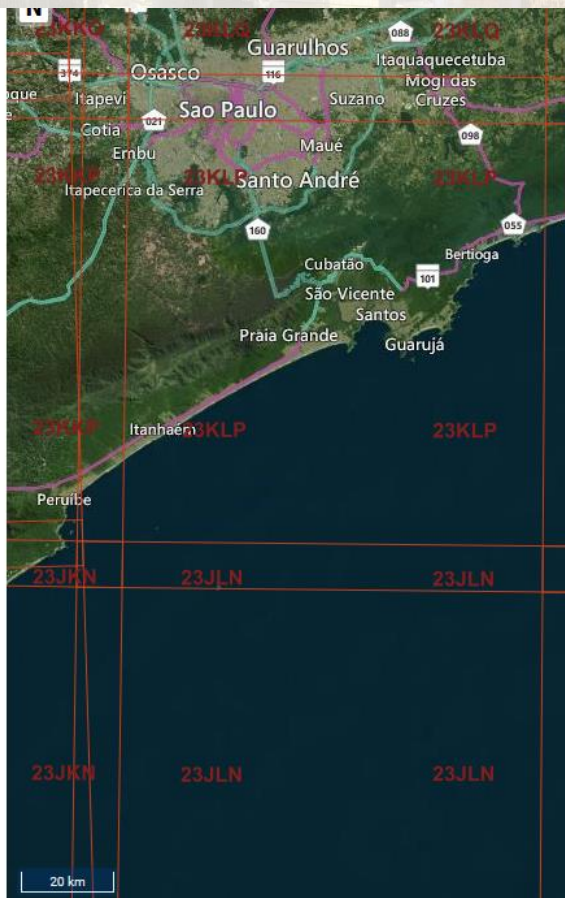 N
23KKQ 23KLQ 088 23KLQ
Guarulhos
374 Osasco 116 Itaquaquecetuba
Itapevi Suzano Mogi das
Cruzes
Sao Paulo
Cotia 021 098
Embu Mauá
23KKP 23KLP 23KLP
Itapecerica da Serra Santo André
160 055
Bertioga
Cubatão
101
São Vicente
Santos
Praia Grande Guarujá
23KKP Itanhaém 23KLP 23KLP
Peruíbe
23JKN 23JLN 23JLN
23JKN 23JLN 23JLN
20 km